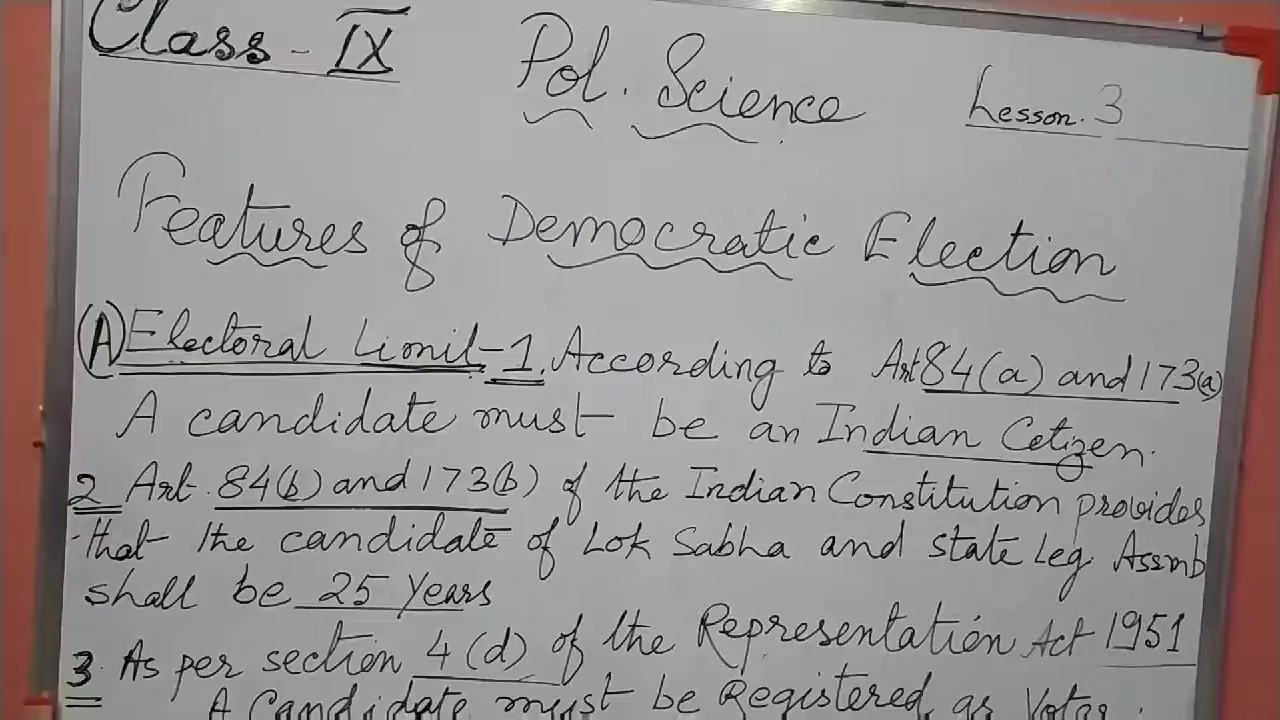 Class - IX Pol. Science Lesson. 3
Features of Democratic Election
(A) Electoral Limit-1. According to Art 84(a) and 173(a)
A candidate must be an Indian Cetizen.
2 Art. 84(b) and 173(b) of the Indian Constitution provides
that the candidate of Lok Sabha and state Leg. Assmb
shall be 25 Years
3. As per section 4(d) of the Representation Act 1951
A Candidate must be Registered as Voter.